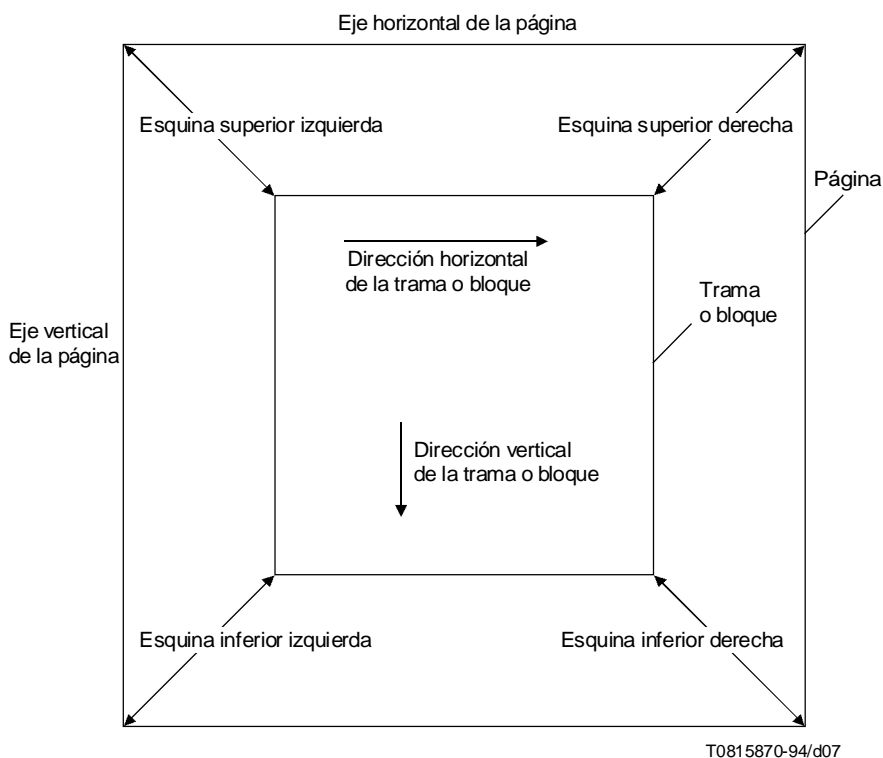 Eje horizontal de la página
Esquina superior izquierda
Esquina superior derecha
Página
Dirección horizontal
de la trama o bloque
Trama
o bloque
Eje vertical
de la página
Dirección vertical
de la trama o bloque
Esquina inferior izquierda
Esquina inferior derecha
T0815870-94/d07